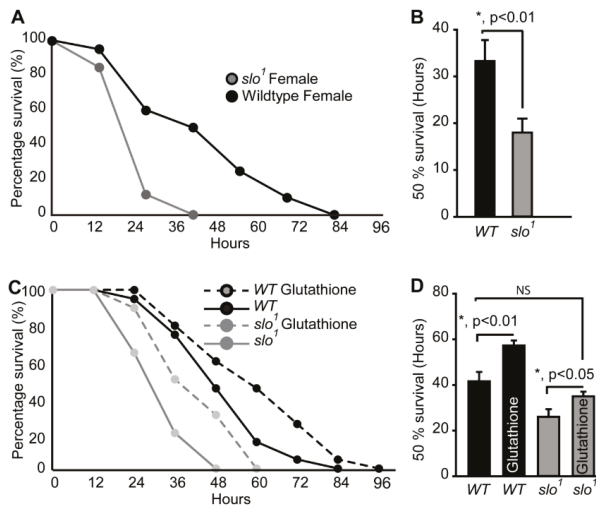 A
Percentage survival (%)
100
80
60
40
20
0
slo1 Female
Wildtype Female
0 12 24 36 48 60 72 84 96
Hours
B
50 % survival (Hours)
40
30
20
10
0
*, p<0.01
WT slo1
C
Percentage survival (%)
100
80
60
40
20
0
WT Glutathione
WT
slo1 Glutathione
slo1
0 12 24 36 48 60 72 84 96
Hours
D
50 % survival (Hours)
80
60
40
20
0
NS
*, p<0.01
*, p<0.05
Glutathione
Glutathione
WT WT slo1 slo1